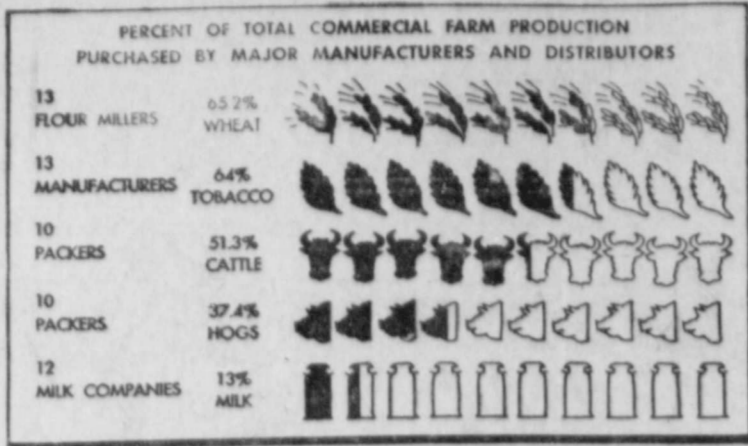 PERCENT OF TOTAL COMMERCIAL FARM PRODUCTION
PURCHASED BY MAJOR MANUFACTURERS AND DISTRIBUTORS
13
FLOUR MILLERS
65.2%
WHEAT
13
MANUFACTURERS
64%
TOBACCO
10
PACKERS
51.3%
CATTLE
10
PACKERS
37.4%
HOGS
12
MILK COMPANIES
13%
MILK